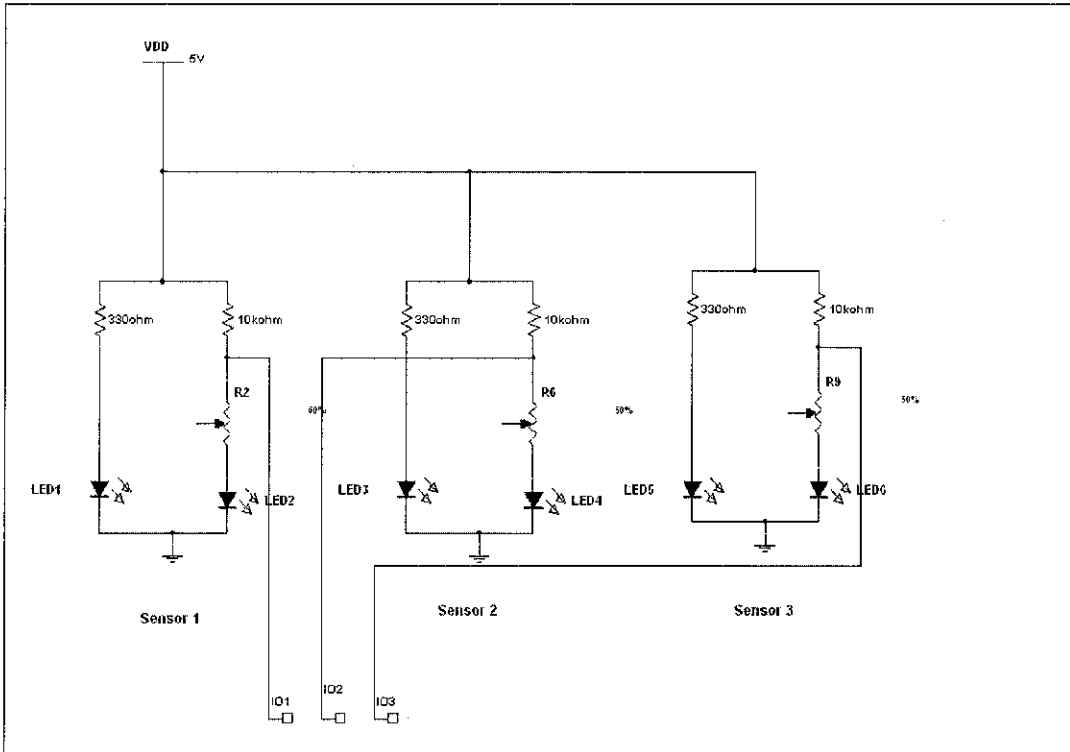 VDD
5V
330ohm
10kohm
R2
LED1
LED2
Sensor 1
330ohm
10kohm
R6
50%
LED3
LED4
Sensor 2
330ohm
10kohm
R9
50%
LED5
LED6
Sensor 3
IO1
IO2
IO3